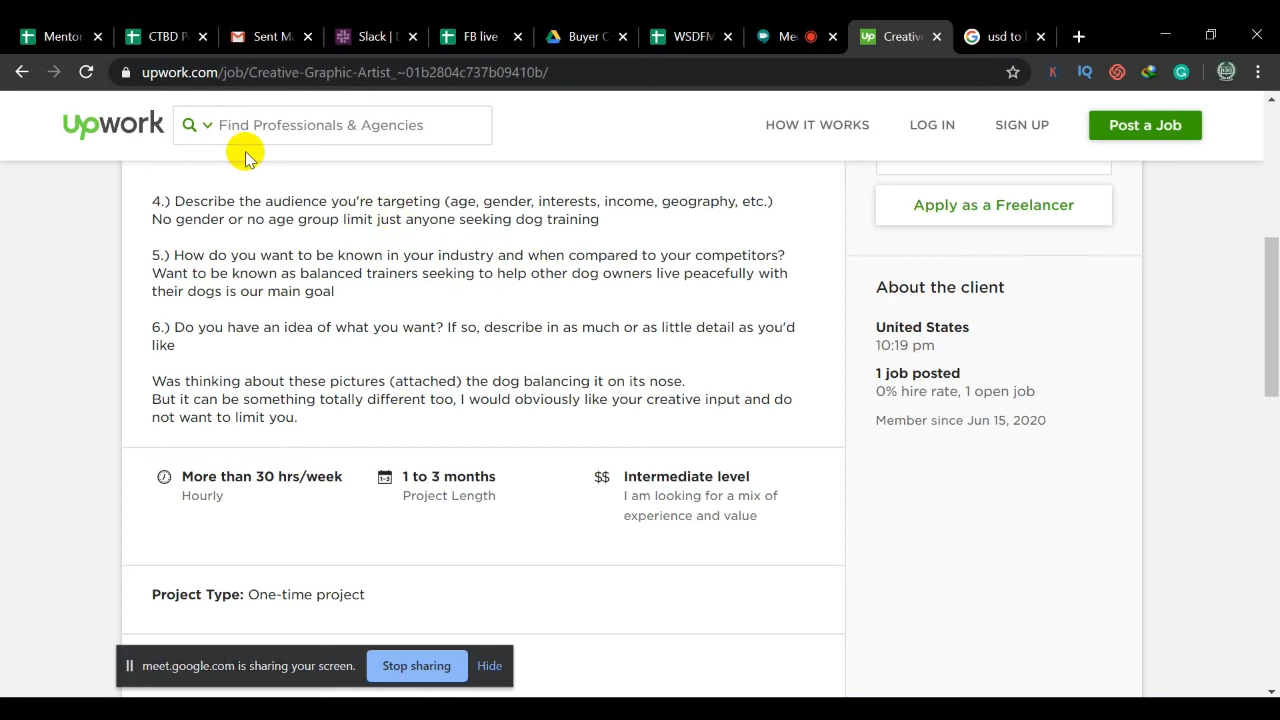 Mentor
CTBD P
Sent Ma
Slack | D
FB live
Buyer C
WSDFM
Me
Creative
usd to
upwork.com/job/Creative-Graphic-Artist_~01b2804c737b09410b/
upwork
Find Professionals & Agencies
HOW IT WORKS
LOG IN
SIGN UP
Post a Job
4.) Describe the audience you're targeting (age, gender, interests, income, geography, etc.)
No gender or no age group limit just anyone seeking dog training
5.) How do you want to be known in your industry and when compared to your competitors?
Want to be known as balanced trainers seeking to help other dog owners live peacefully with
their dogs is our main goal
6.) Do you have an idea of what you want? If so, describe in as much or as little detail as you'd
like
Was thinking about these pictures (attached) the dog balancing it on its nose.
But it can be something totally different too, I would obviously like your creative input and do
not want to limit you.
More than 30 hrs/week
Hourly
1 to 3 months
Project Length
$$
Intermediate level
I am looking for a mix of
experience and value
Project Type: One-time project
Apply as a Freelancer
About the client
United States
10:19 pm
1 job posted
0% hire rate, 1 open job
Member since Jun 15, 2020
meet.google.com is sharing your screen.
Stop sharing
Hide